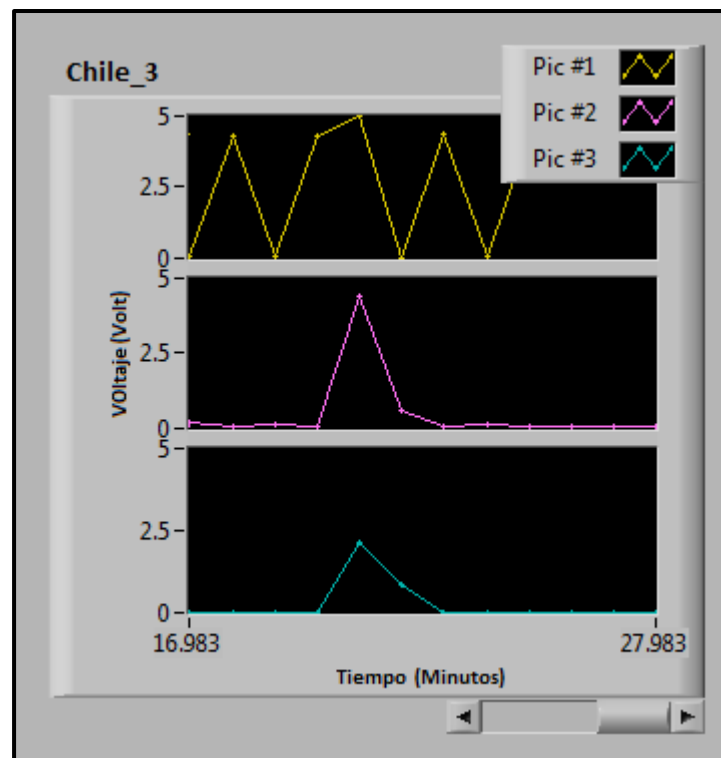 Chile_3
Pic #1
Pic #2
Pic #3
5
2.5
0
5
2.5
0
5
2.5
0
VOltaje (Volt)
16.983
27.983
Tiempo (Minutos)